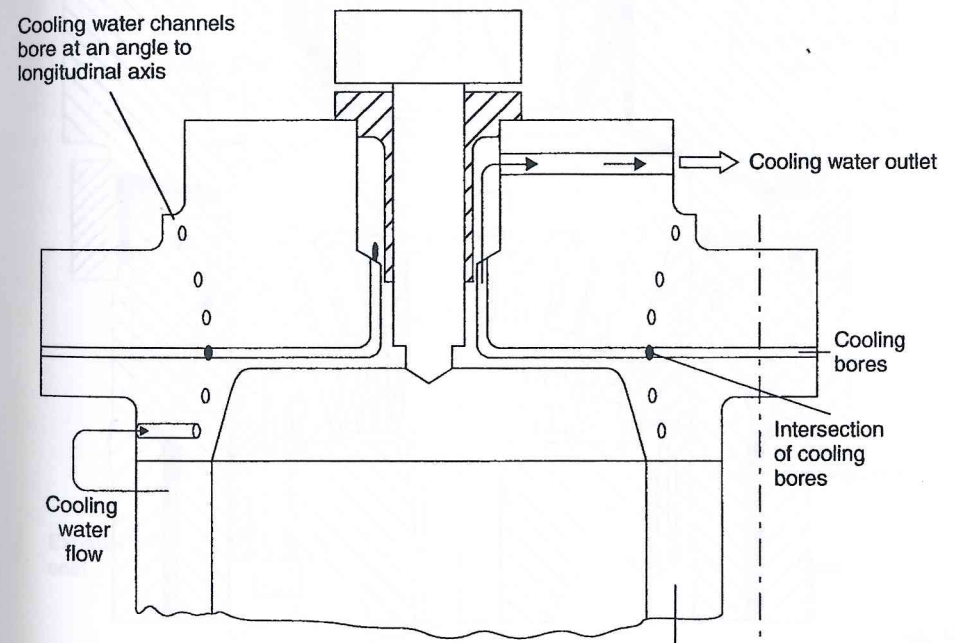 Cooling water channels
bore at an angle to
longitudinal axis
Cooling water outlet
Cooling
bores
Intersection
of cooling
bores
Cooling
water
flow